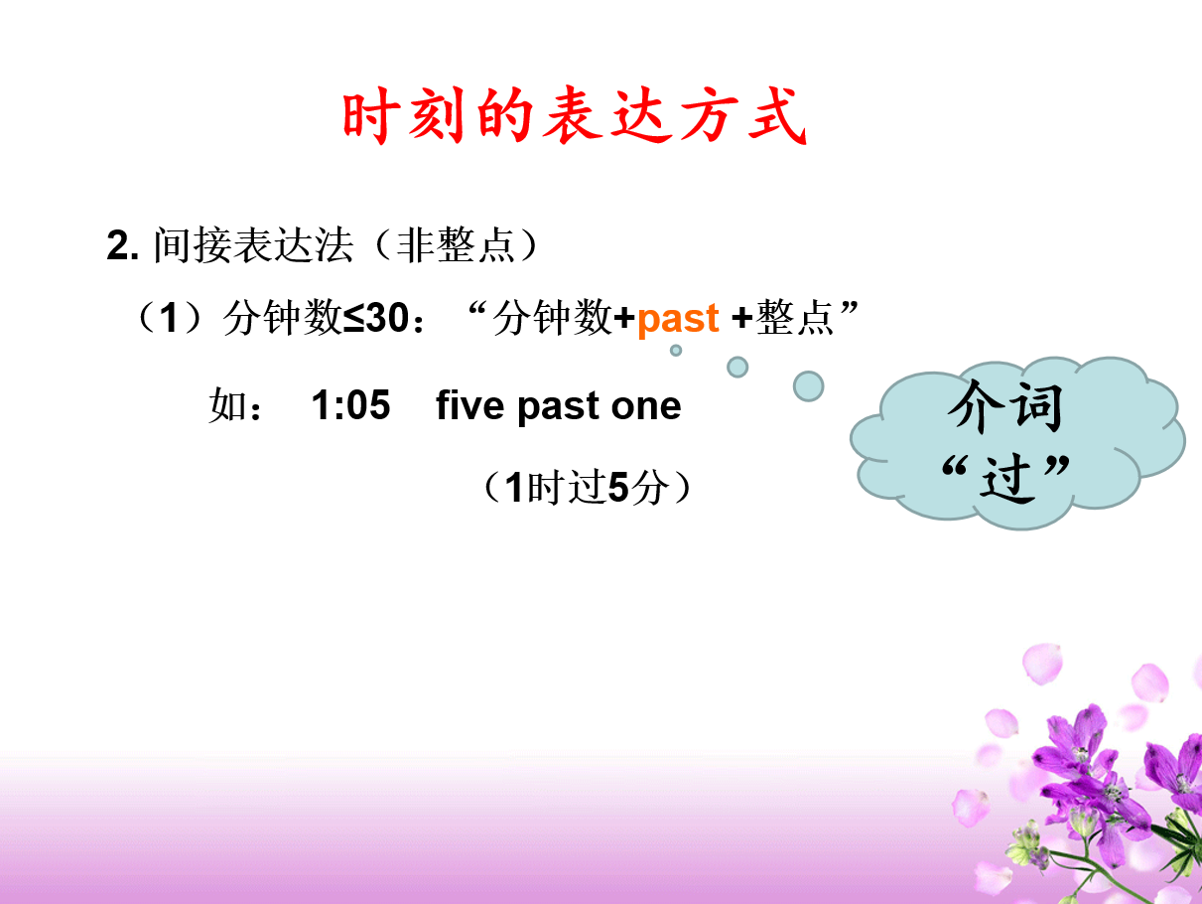 时刻的表达方式
2. 间接表达法（非整点）
（1）分钟数≤30：“分钟数+past +整点”
如： 1:05 five past one
（1时过5分）
介词
“过”